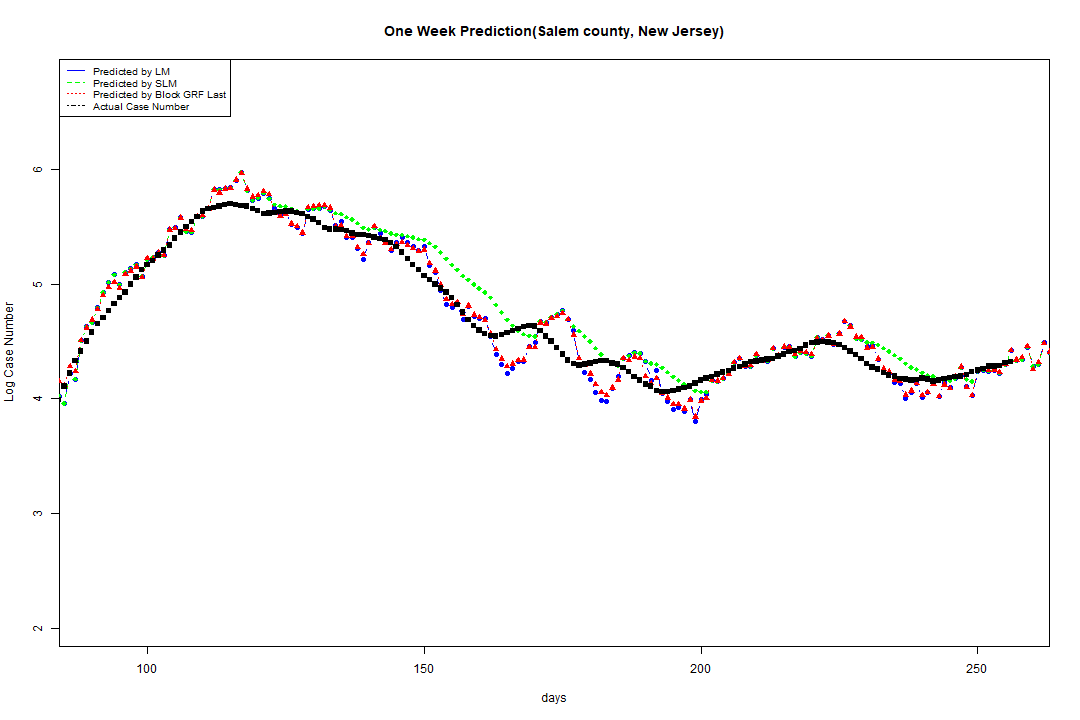 One Week Prediction(Salem county, New Jersey)
Predicted by LM
Predicted by SLM
Predicted by Block GRF Last
Actual Case Number
6
5
4
3
2
Log Case Number
100 150 200 250
days